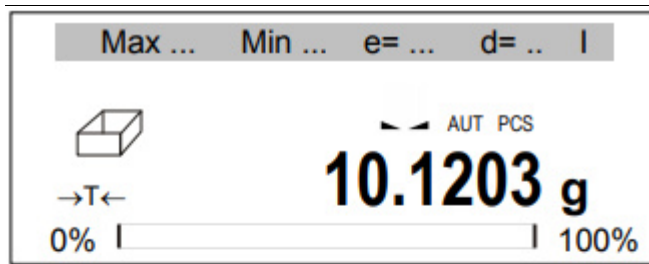 Max ... Min ... e= ... d= .. I
AUT PCS
→T←
10.1203 g
0% 100%